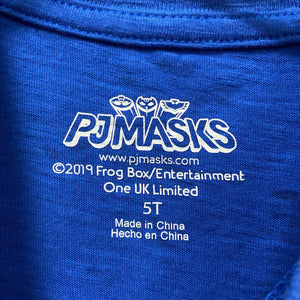 PJMASKS
www.pjmasks.com
©2019 Frog Box/Entertainment
One UK Limited
5T
Made in China
Hecho en China